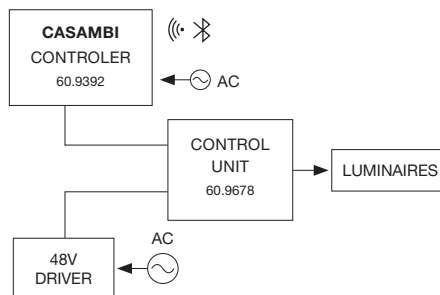 CASAMBI
CONTROLER
60.9392
AC
CONTROL
UNIT
60.9678
LUMINAIRES
AC
48V
DRIVER